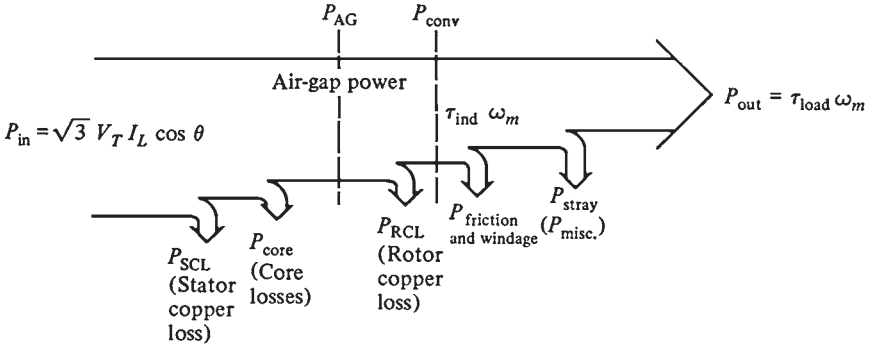 P_AG
P_conv
Air-gap power
P_in = √3 V_T I_L cos θ
τ_ind ω_m
P_out = τ_load ω_m
P_SCL
(Stator
copper
loss)
P_core
(Core
losses)
P_RCL
(Rotor
copper
loss)
P_friction
and windage
P_stray
(P_misc.)